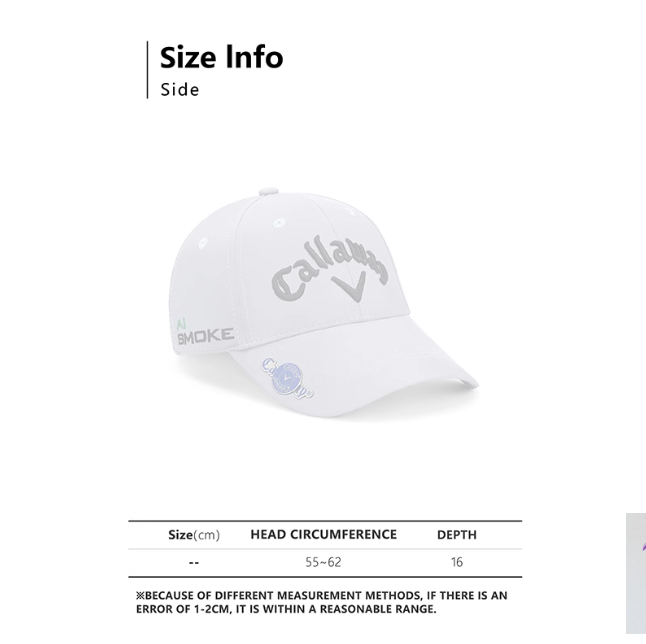 Size Info
Side
Callaway
Ai
SMOKE
Size(cm) HEAD CIRCUMFERENCE DEPTH
-- 55~62 16
※BECAUSE OF DIFFERENT MEASUREMENT METHODS, IF THERE IS AN
ERROR OF 1-2CM, IT IS WITHIN A REASONABLE RANGE.